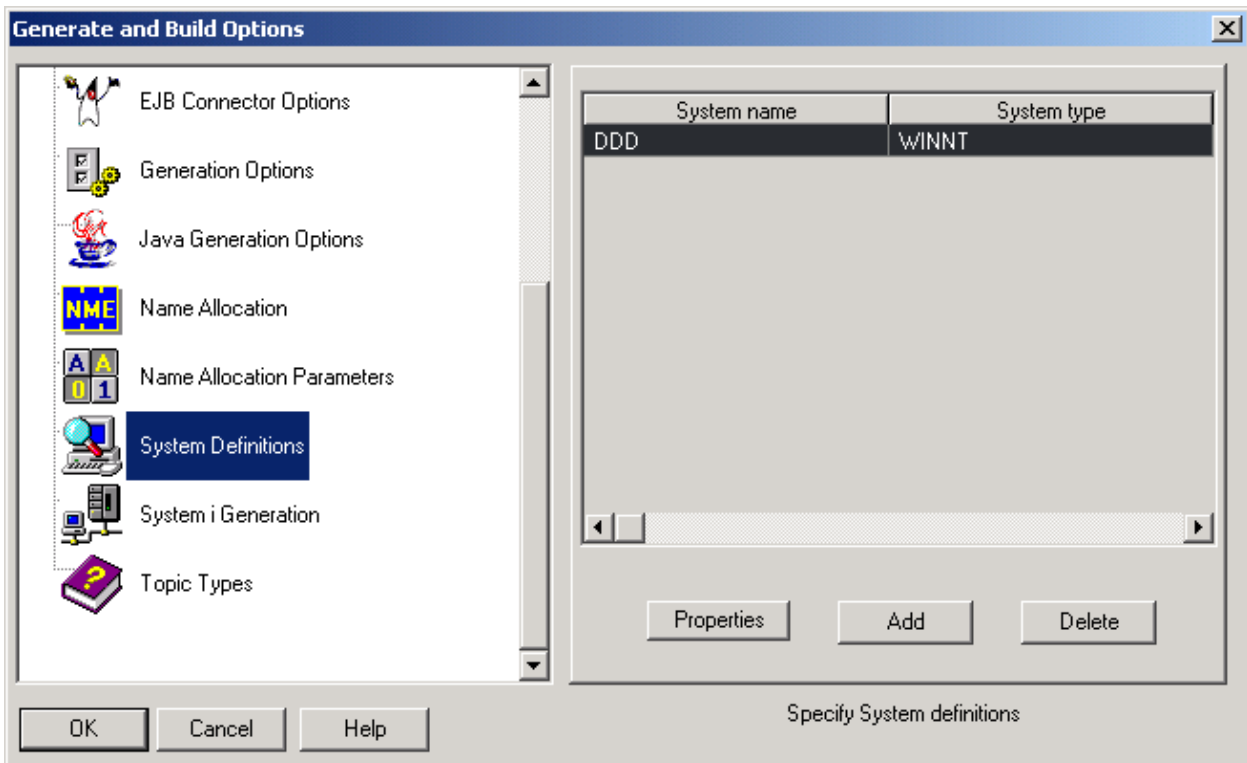 Generate and Build Options
EJB Connector Options
Generation Options
Java Generation Options
NME
Name Allocation
A A
0 1
Name Allocation Parameters
System Definitions
System i Generation
?
Topic Types
System name System type
DDD WINNT
Properties Add Delete
Specify System definitions
OK Cancel Help